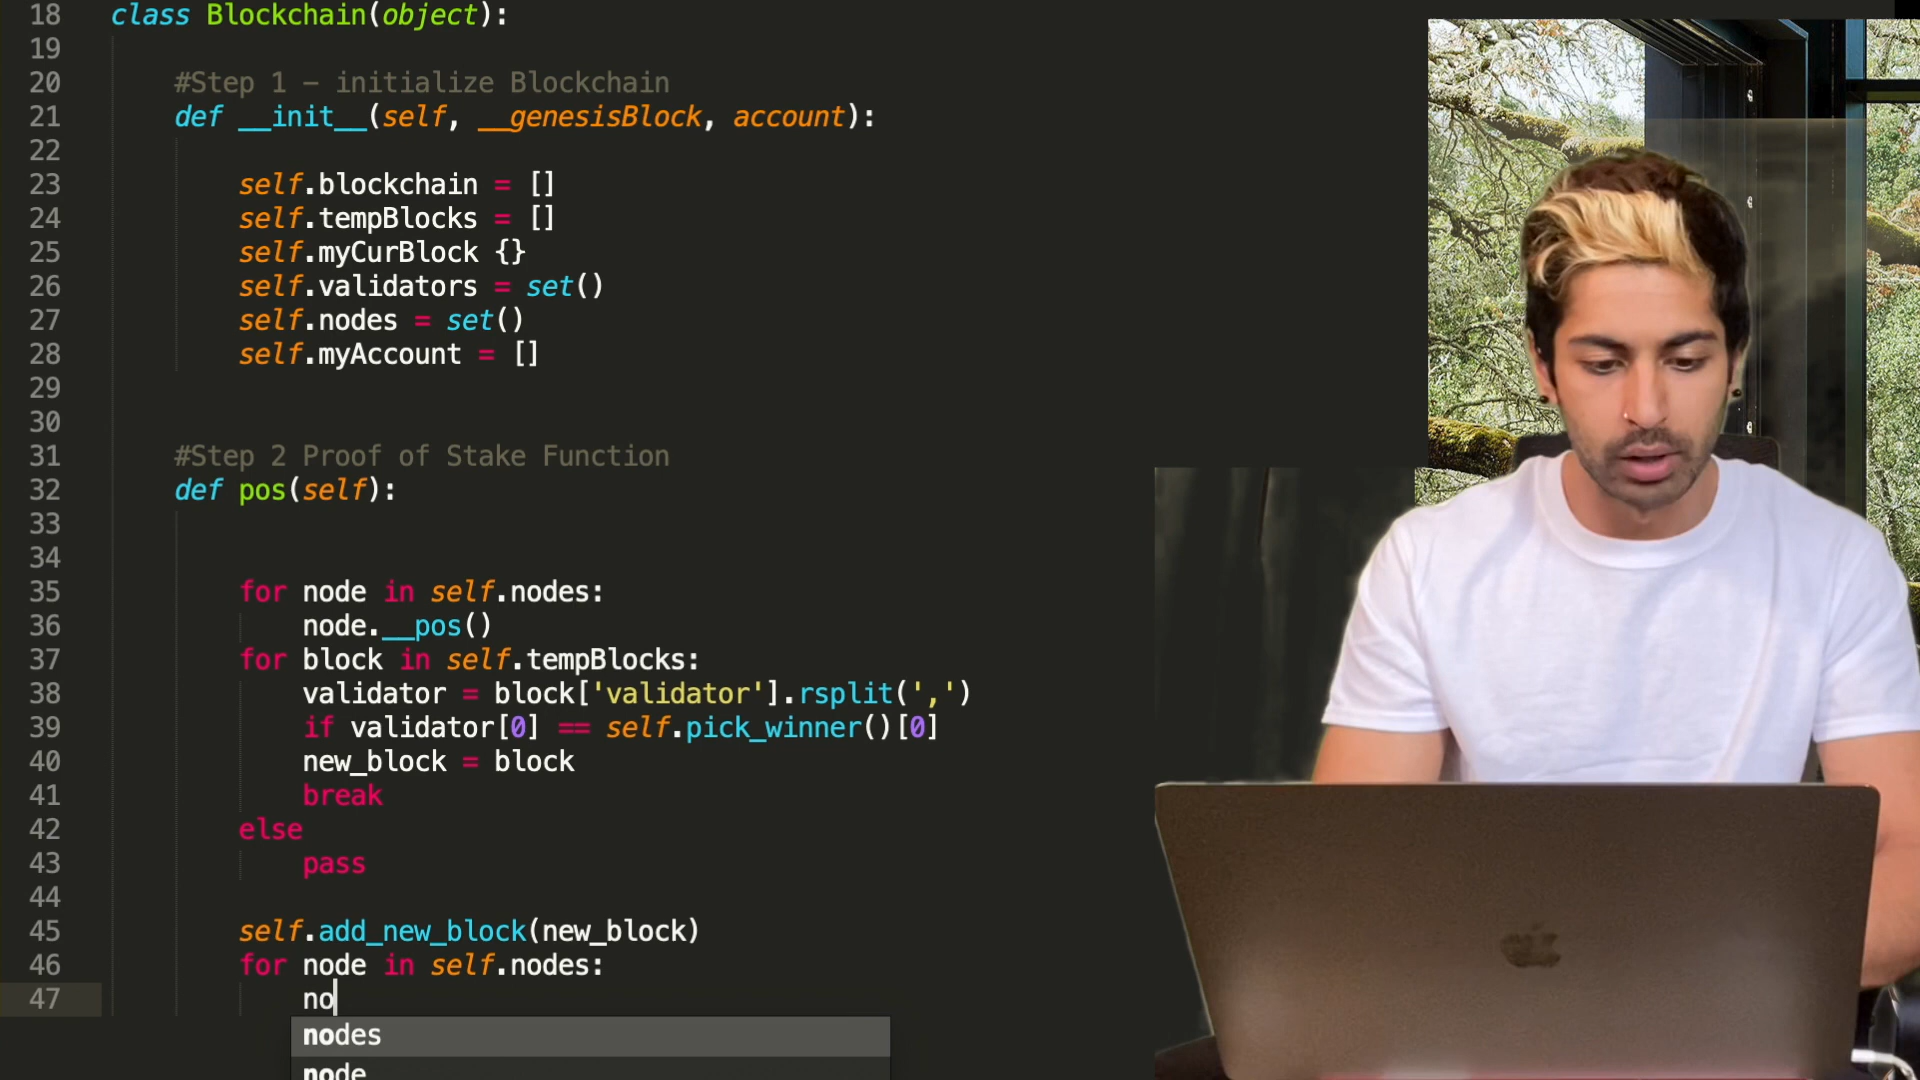 18 class Blockchain(object):
19
20 #Step 1 – initialize Blockchain
21 def __init__(self, __genesisBlock, account):
22
23 self.blockchain = []
24 self.tempBlocks = []
25 self.myCurBlock {}
26 self.validators = set()
27 self.nodes = set()
28 self.myAccount = []
29
30
31 #Step 2 Proof of Stake Function
32 def pos(self):
33
34
35 for node in self.nodes:
36 node.__pos()
37 for block in self.tempBlocks:
38 validator = block['validator'].rsplit(',')
39 if validator[0] == self.pick_winner()[0]
40 new_block = block
41 break
42 else
43 pass
44
45 self.add_new_block(new_block)
46 for node in self.nodes:
47 no
nodes
node